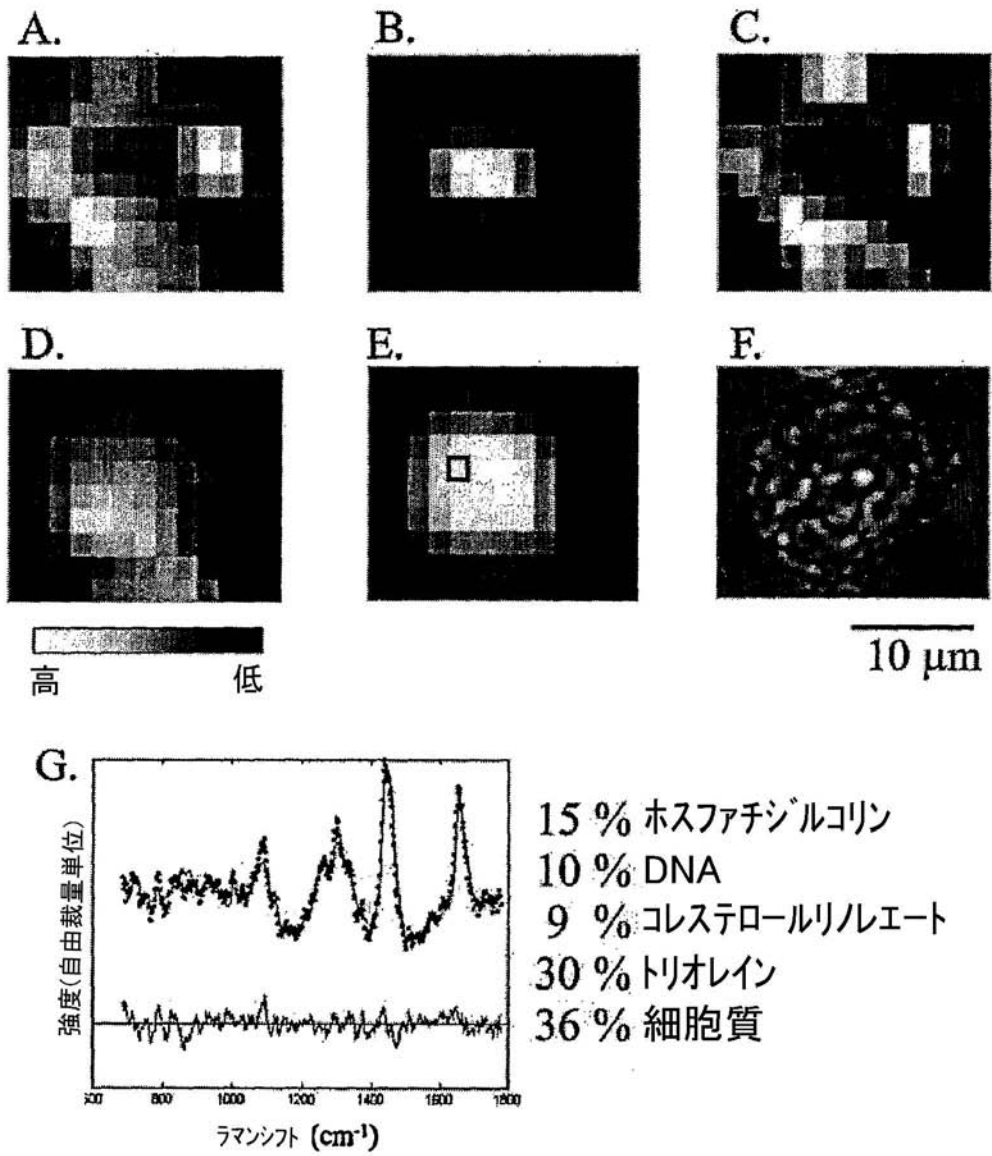 A.
B.
C.
D.
E.
F.
高 低
10 μm
G.
強度(自由裁量単位)
800 1000 1200 1400 1600 1800
ラマンシフト (cm⁻¹)
15 % ホスファチジルコリン
10 % DNA
9 % コレステロールリノレエート
30 % トリオレイン
36 % 細胞質